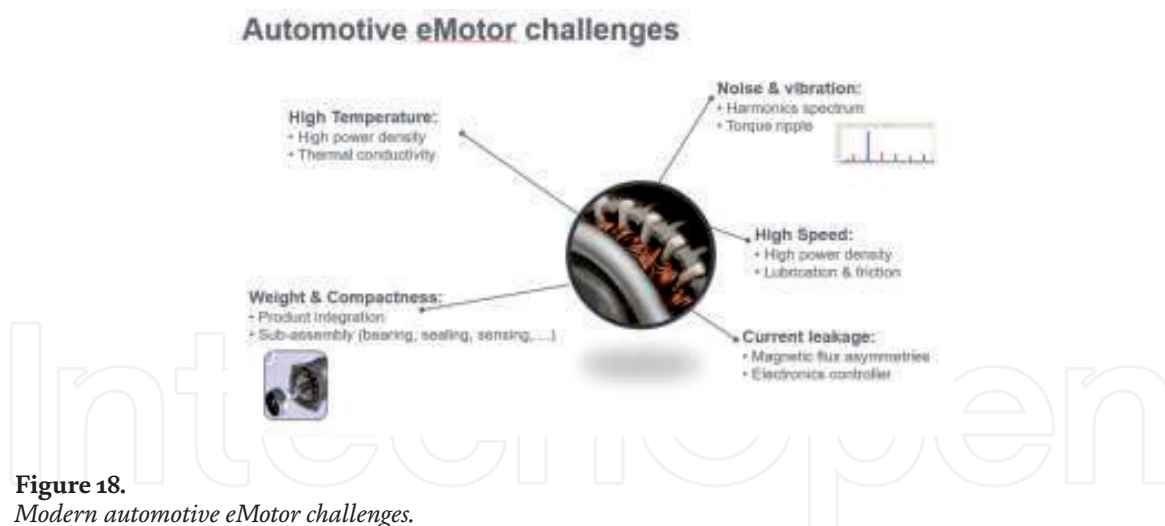 Automotive eMotor challenges
Noise & vibration:
• Harmonics spectrum
• Torque ripple
High Temperature:
• High power density
• Thermal conductivity
High Speed:
• High power density
• Lubrication & friction
Weight & Compactness:
• Product integration
• Sub-assembly (bearing, sealing, sensing,....)
Current leakage:
• Magnetic flux asymmetries
• Electronics controller
IntechOpen
Figure 18.
Modern automotive eMotor challenges.